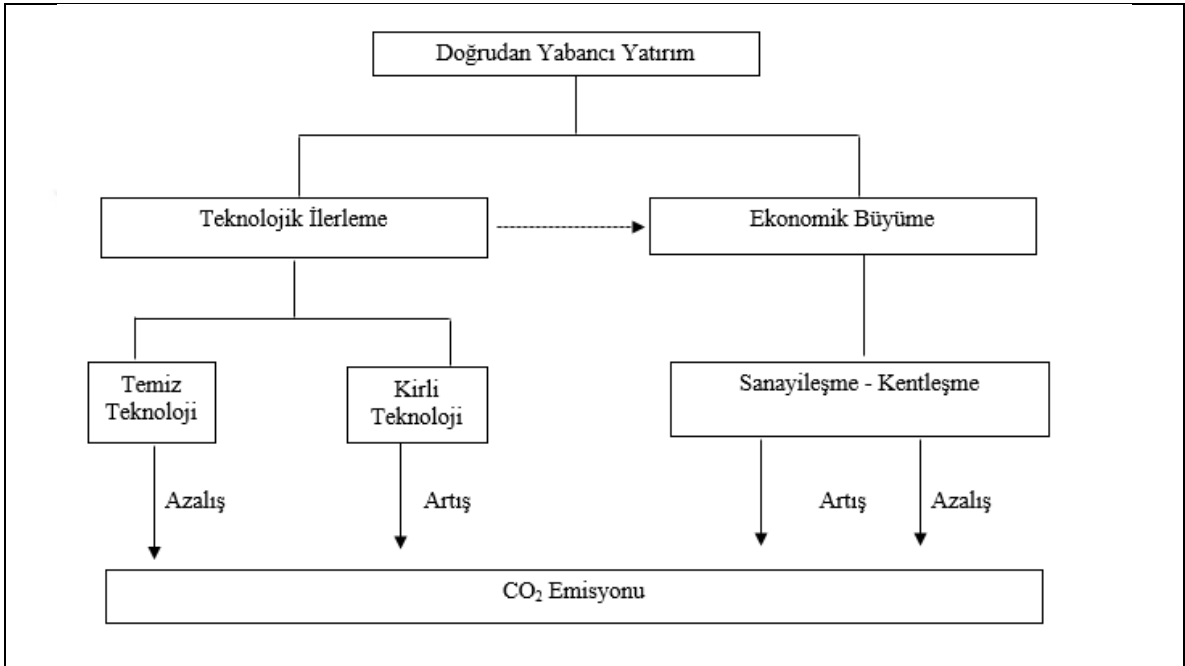 Doğrudan Yabancı Yatırım
Teknolojik İlerleme
Ekonomik Büyüme
Temiz
Teknoloji
Kirli
Teknoloji
Sanayileşme - Kentleşme
Azalış
Artış
Artış
Azalış
CO₂ Emisyonu